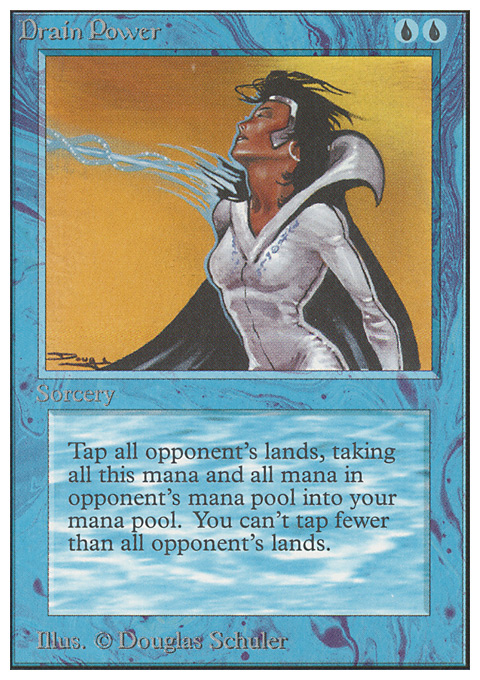 Drain Power
Sorcery
Tap all opponent's lands, taking
all this mana and all mana in
opponent's mana pool into your
mana pool. You can't tap fewer
than all opponent's lands.
Illus. © Douglas Schuler